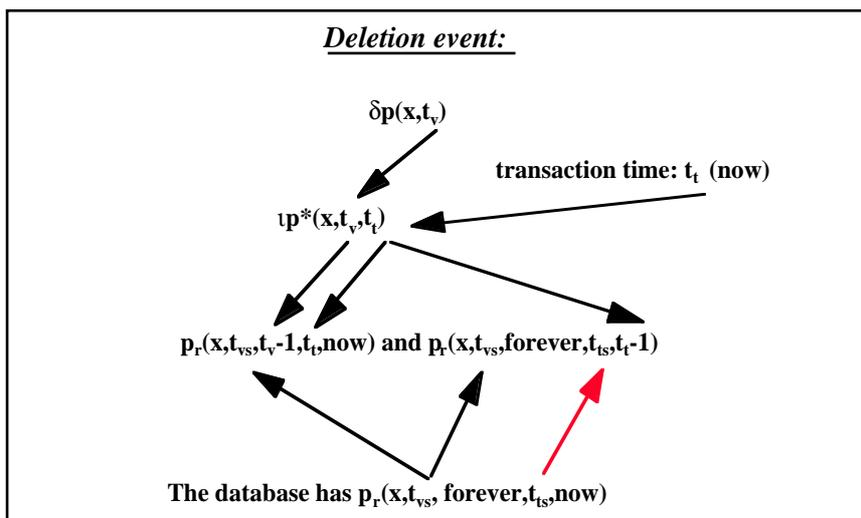 Deletion event:
δp(x,tv)
transaction time: tt (now)
ιp*(x,tv,tt)
pr(x,tvs,tv-1,tt,now) and pr(x,tvs,forever,tts,tt-1)
The database has pr(x,tvs, forever,tts,now)